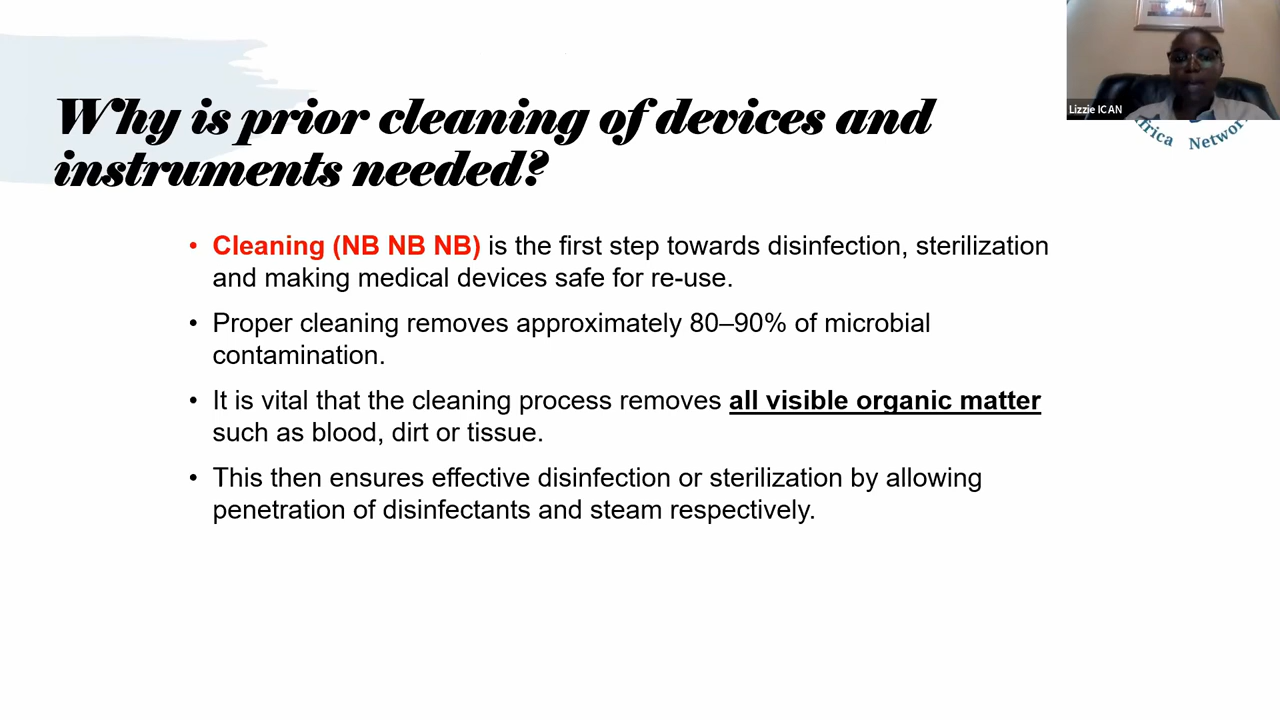 Why is prior cleaning of devices and
instruments needed?
• Cleaning (NB NB NB) is the first step towards disinfection, sterilization
and making medical devices safe for re-use.
• Proper cleaning removes approximately 80–90% of microbial
contamination.
• It is vital that the cleaning process removes all visible organic matter
such as blood, dirt or tissue.
• This then ensures effective disinfection or sterilization by allowing
penetration of disinfectants and steam respectively.
Lizzie ICAN
Network